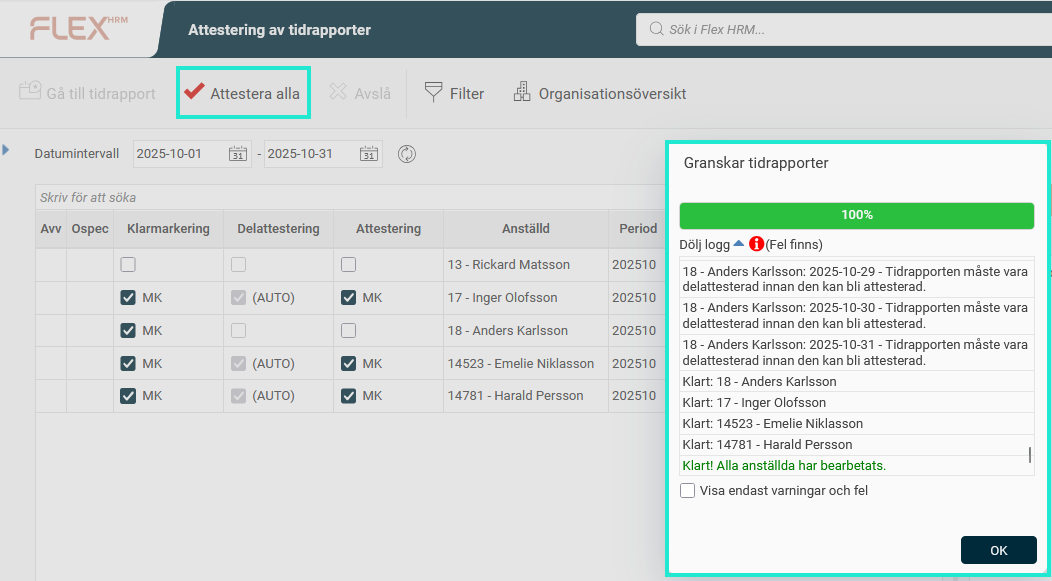 FLEX HRM
Attestering av tidrapporter
Sök i Flex HRM...
Gå till tidrapport
Attestera alla
Avslå
Filter
Organisationsöversikt
Datumintervall 2025-10-01 31 - 2025-10-31 31
Skriv för att söka
Avv Ospec Klarmarkering Delattestering Attestering Anställd Period
13 - Rickard Matsson 202510
MK (AUTO) MK 17 - Inger Olofsson 202510
MK 18 - Anders Karlsson 202510
MK (AUTO) MK 14523 - Emelie Niklasson 202510
MK (AUTO) MK 14781 - Harald Persson 202510
Granskar tidrapporter
100%
Dölj logg (Fel finns)
18 - Anders Karlsson: 2025-10-29 - Tidrapporten måste vara
delattesterad innan den kan bli attesterad.
18 - Anders Karlsson: 2025-10-30 - Tidrapporten måste vara
delattesterad innan den kan bli attesterad.
18 - Anders Karlsson: 2025-10-31 - Tidrapporten måste vara
delattesterad innan den kan bli attesterad.
Klart: 18 - Anders Karlsson
Klart: 17 - Inger Olofsson
Klart: 14523 - Emelie Niklasson
Klart: 14781 - Harald Persson
Klart! Alla anställda har bearbetats.
Visa endast varningar och fel
OK